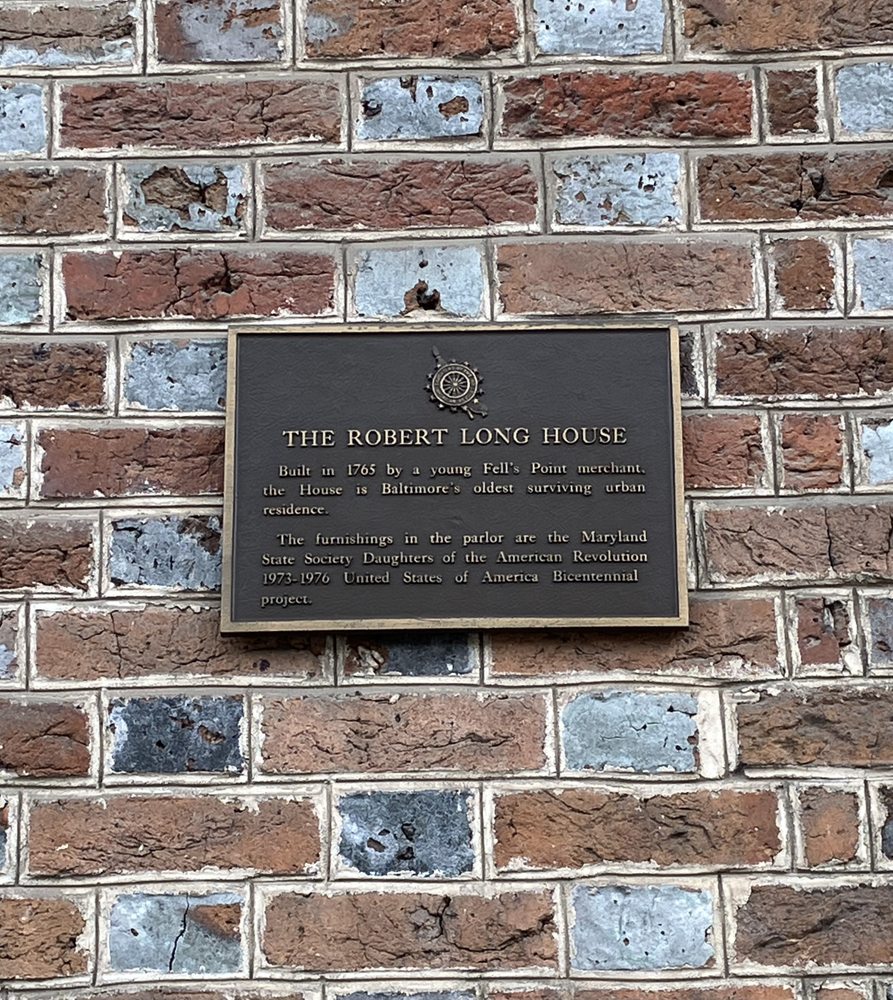 THE ROBERT LONG HOUSE
Built in 1765 by a young Fell's Point merchant,
the House is Baltimore's oldest surviving urban
residence.
The furnishings in the parlor are the Maryland
State Society Daughters of the American Revolution
1973-1976 United States of America Bicentennial
project.